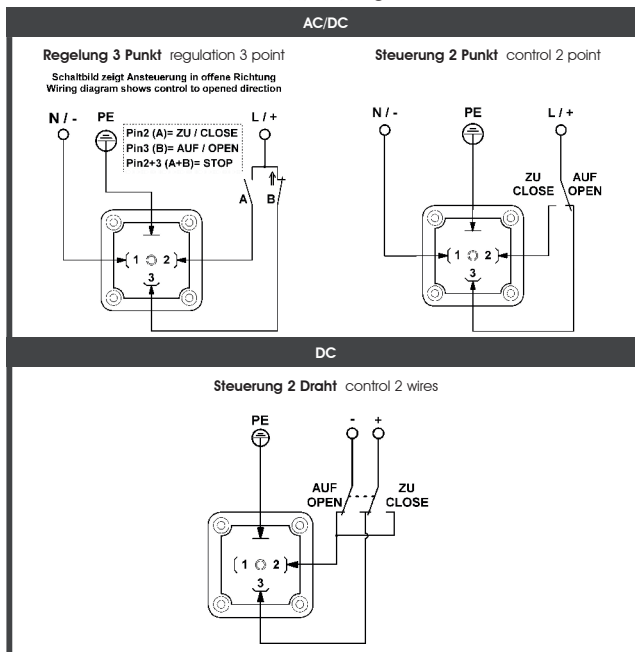 AC/DC
Regelung 3 Punkt regulation 3 point
Schaltbild zeigt Ansteuerung in offene Richtung
Wiring diagram shows control to opened direction
N / -
PE
L / +
Pin2 (A)= ZU / CLOSE
Pin3 (B)= AUF / OPEN
Pin2+3 (A+B)= STOP
A
B
1
2
3
Steuerung 2 Punkt control 2 point
N / -
PE
L / +
ZU
CLOSE
AUF
OPEN
1
2
3
DC
Steuerung 2 Draht control 2 wires
PE
-
+
AUF
OPEN
ZU
CLOSE
1
2
3